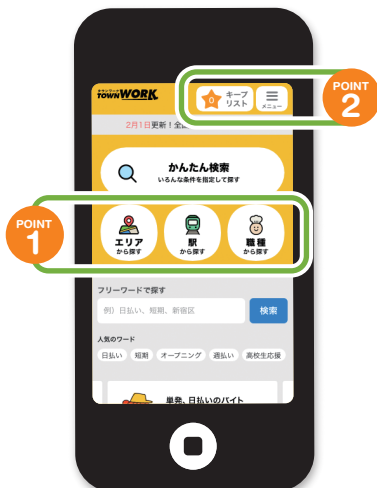 タウンワーク
TOWNWORK
0
キープ
リスト
メニュー
POINT
2
2月1日更新！全
かんたん検索
いろんな条件を指定して探す
POINT
1
エリア
から探す
駅
から探す
職種
から探す
フリーワードで探す
例）日払い、短期、新宿区
検索
人気のワード
日払い 短期 オープニング 週払い 高校生応援
単発、日払いのバイト